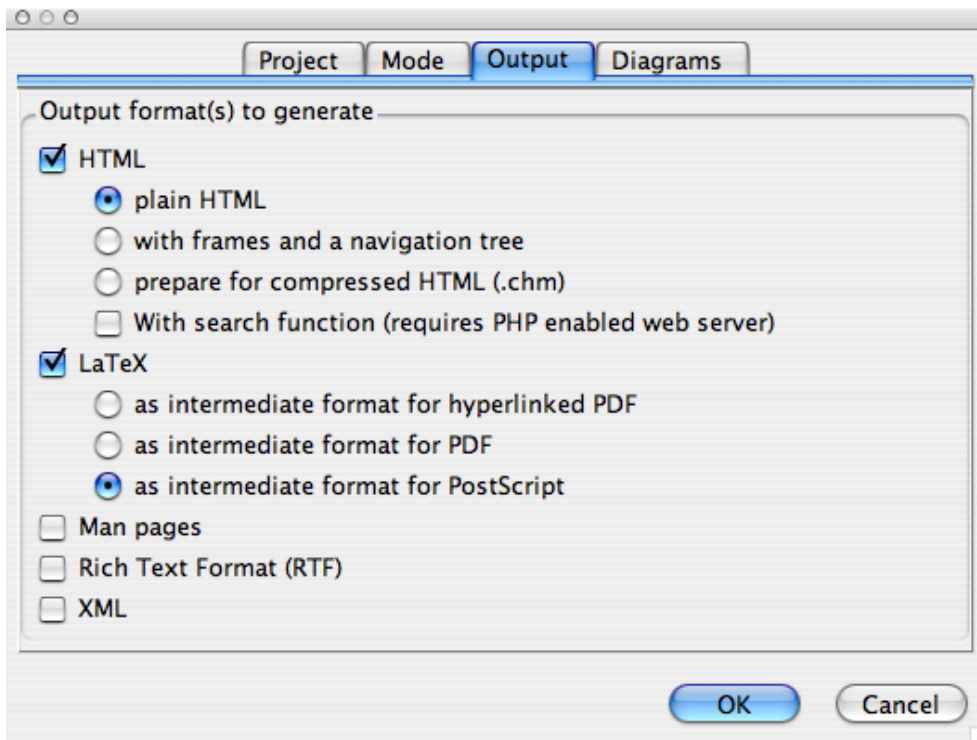 Project Mode Output Diagrams
Output format(s) to generate
HTML
plain HTML
with frames and a navigation tree
prepare for compressed HTML (.chm)
With search function (requires PHP enabled web server)
LaTeX
as intermediate format for hyperlinked PDF
as intermediate format for PDF
as intermediate format for PostScript
Man pages
Rich Text Format (RTF)
XML
OK Cancel